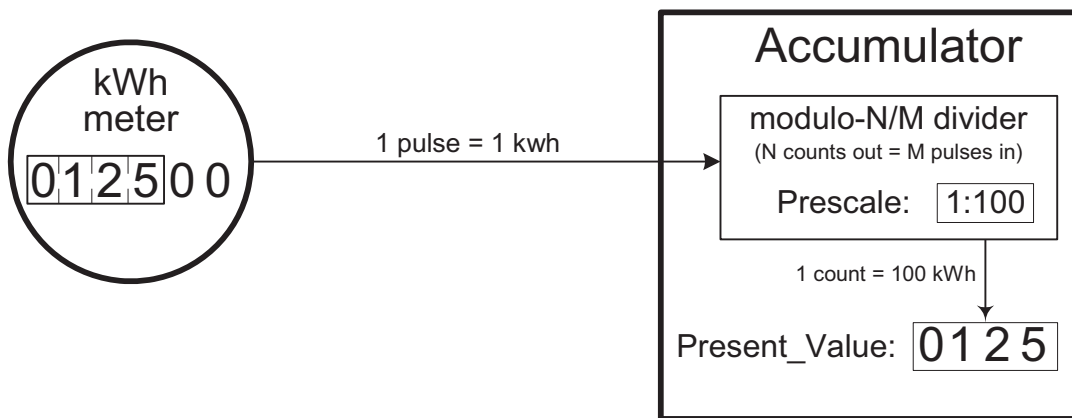 kWh
meter
012500
1 pulse = 1 kwh
Accumulator
modulo-N/M divider
(N counts out = M pulses in)
Prescale: 1:100
1 count = 100 kWh
Present_Value: 0125